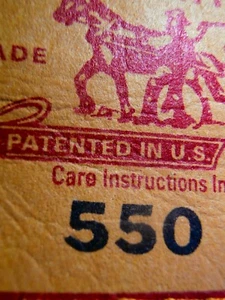 ADE
PATENTED IN U.S.
Care Instructions In
550